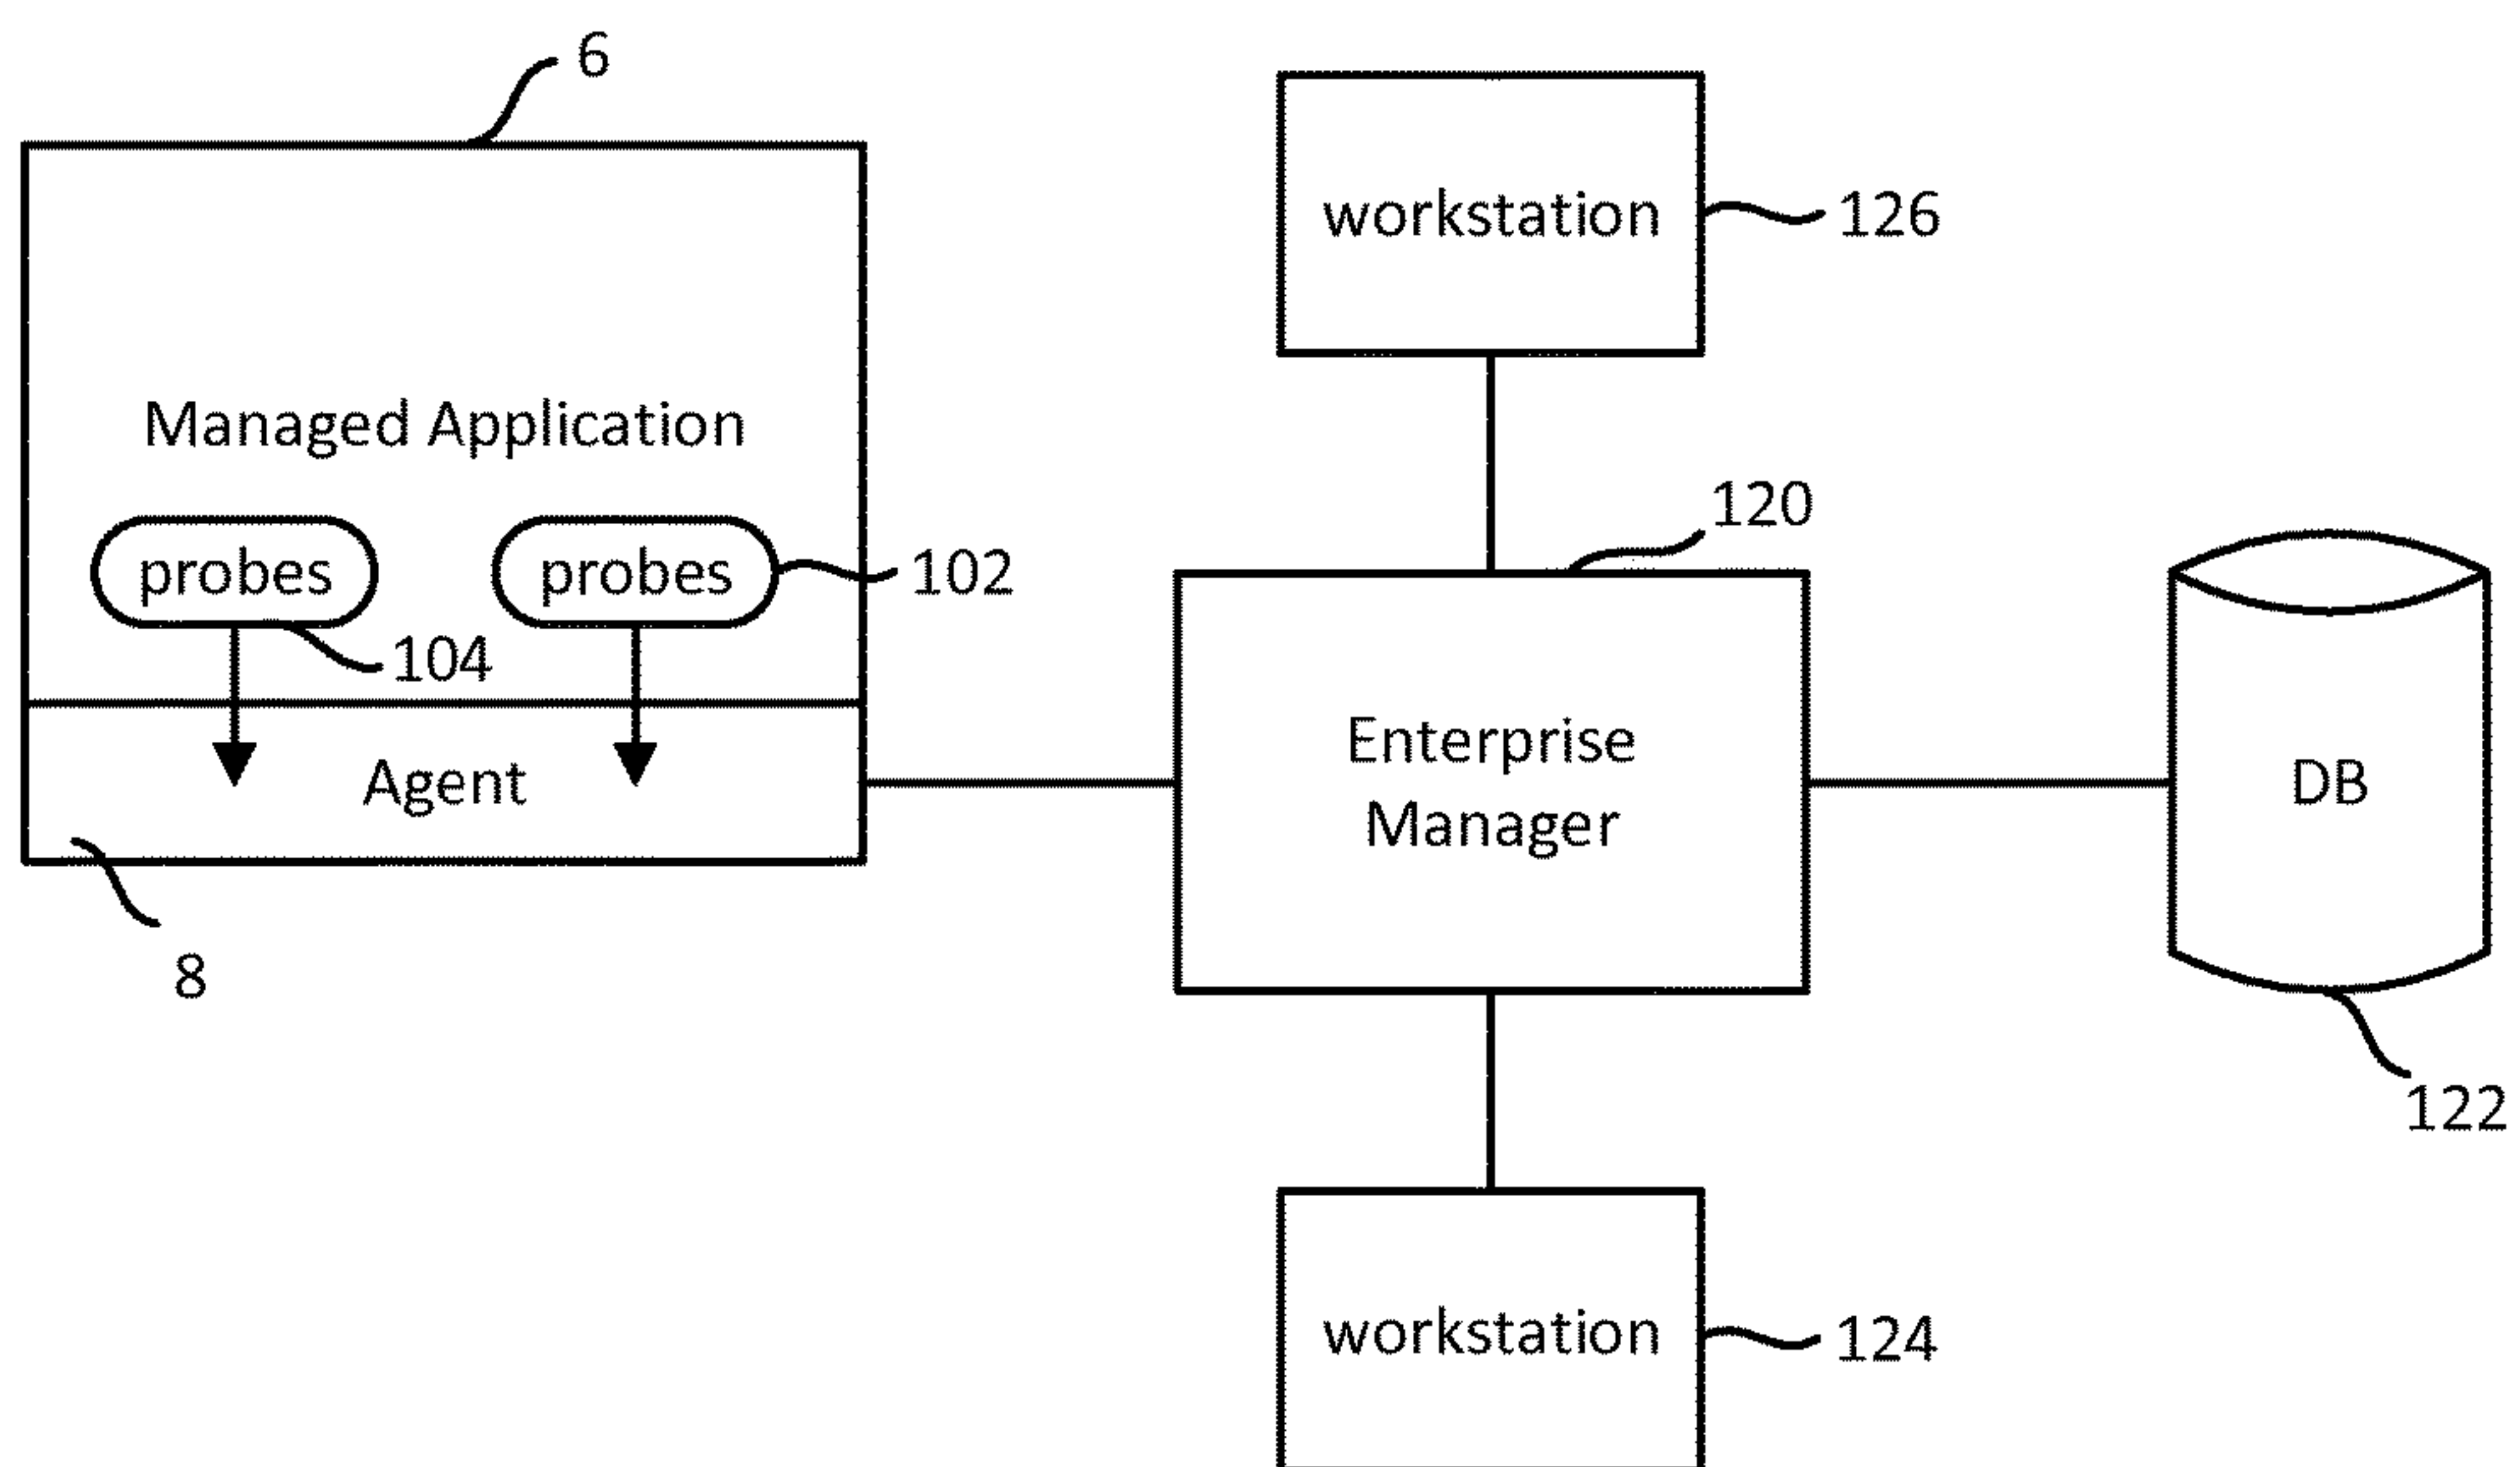 6
workstation
126
Managed Application
120
probes
probes
102
104
Enterprise
Manager
Agent
DB
8
122
workstation
124